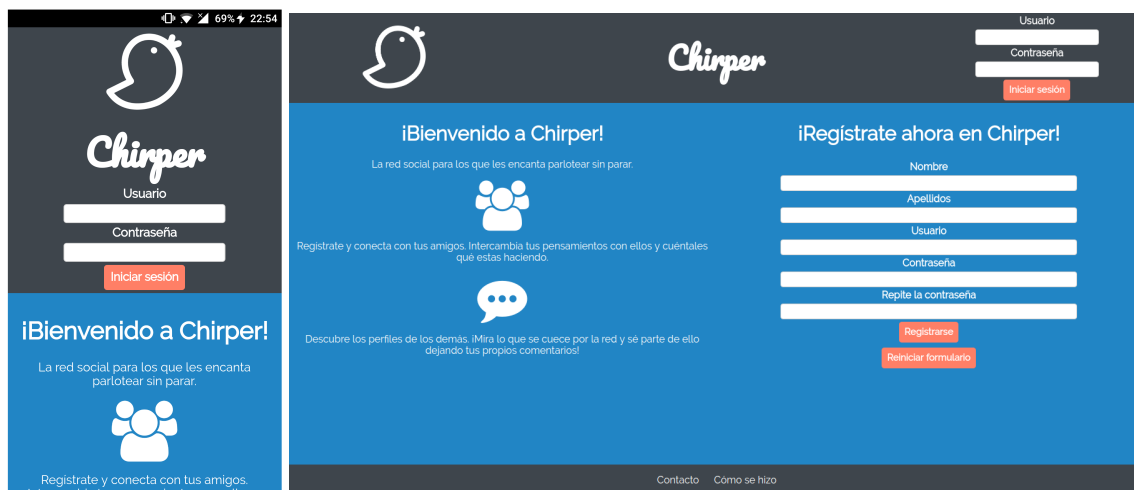 69% 22:54
Chirper
Usuario
Contraseña
Iniciar sesión
¡Bienvenido a Chirper!
La red social para los que les encanta
parlotear sin parar.
Regístrate y conecta con tus amigos.
Chirper
Usuario
Contraseña
Iniciar sesión
¡Bienvenido a Chirper!
La red social para los que les encanta parlotear sin parar.
Regístrate y conecta con tus amigos. Intercambia tus pensamientos con ellos y cuéntales
qué estas haciendo.
Descubre los perfiles de los demás. ¡Mira lo que se cuece por la red y sé parte de ello
dejando tus propios comentarios!
¡Regístrate ahora en Chirper!
Nombre
Apellidos
Usuario
Contraseña
Repite la contraseña
Registrarse
Reiniciar formulario
Contacto Cómo se hizo